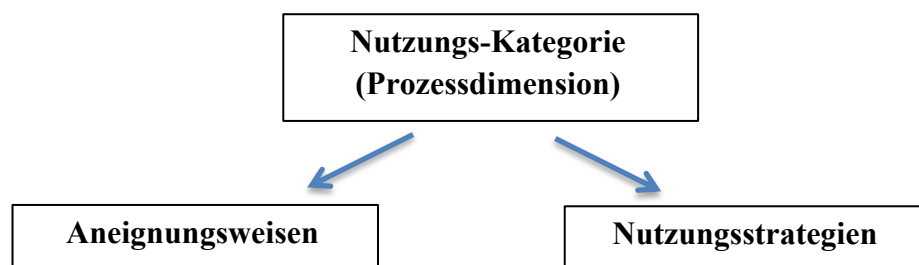 Nutzungs-Kategorie
(Prozessdimension)
Aneignungsweisen
Nutzungsstrategien